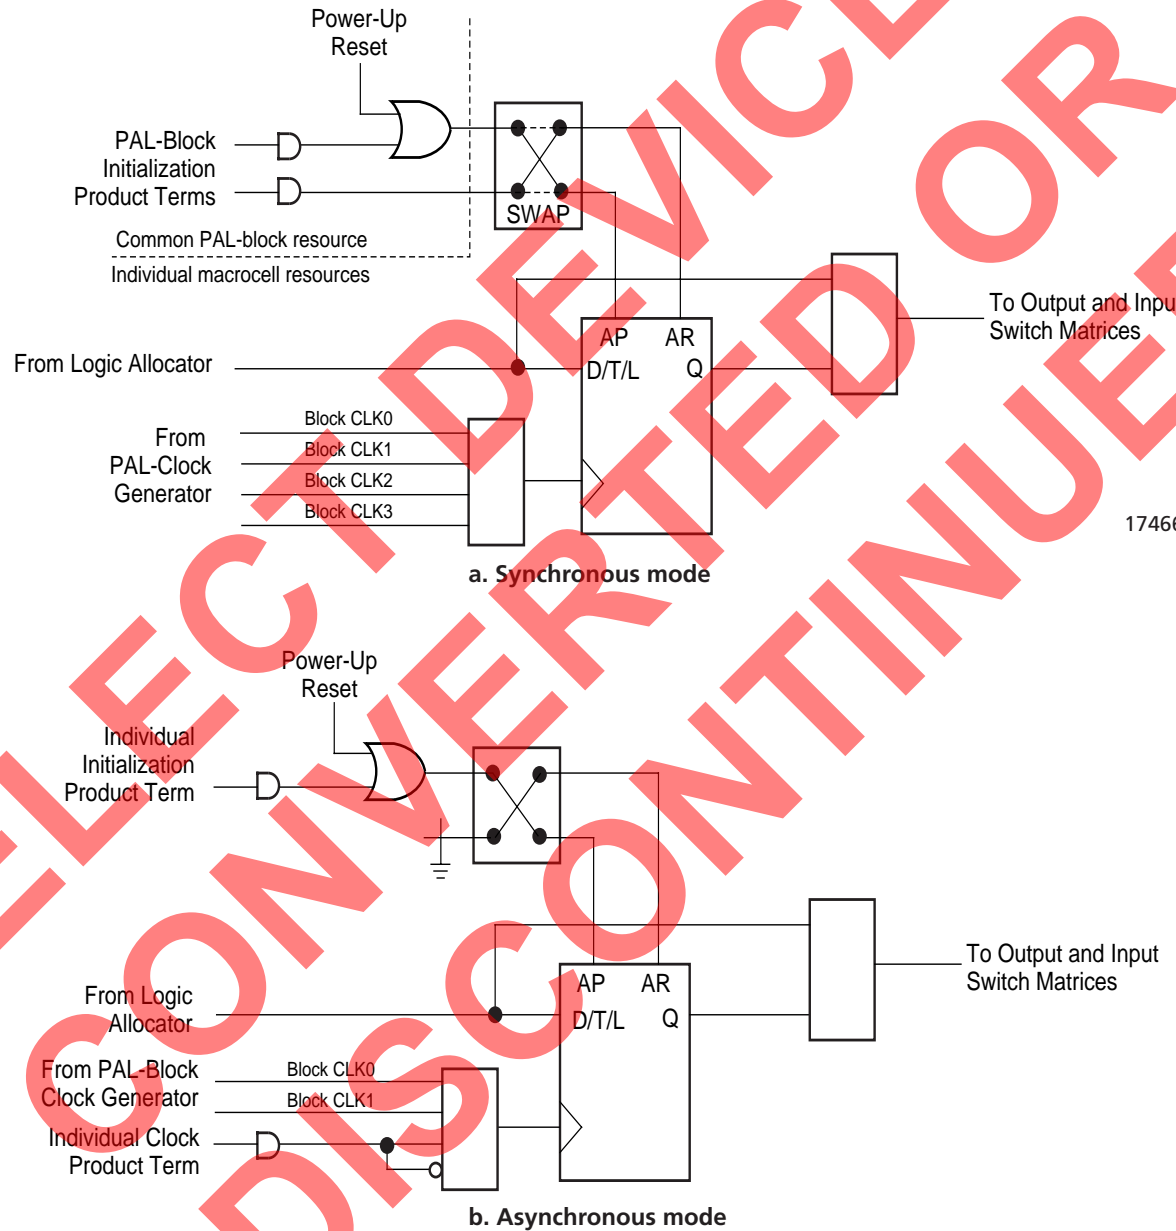 Power-Up
Reset
PAL-Block
Initialization
Product Terms
SWAP
Common PAL-block resource
Individual macrocell resources
To Output and Inpu
Switch Matrices
AP AR
From Logic Allocator
D/T/L Q
Block CLK0
From
PAL-Clock
Generator
Block CLK1
Block CLK2
Block CLK3
17466
a. Synchronous mode
Power-Up
Reset
Individual
Initialization
Product Term
To Output and Input
Switch Matrices
AP AR
From Logic
Allocator
D/T/L Q
From PAL-Block
Clock Generator
Block CLK0
Block CLK1
Individual Clock
Product Term
b. Asynchronous mode
ELECT DEVICE
CONVERTED OR
DISCONTINUE